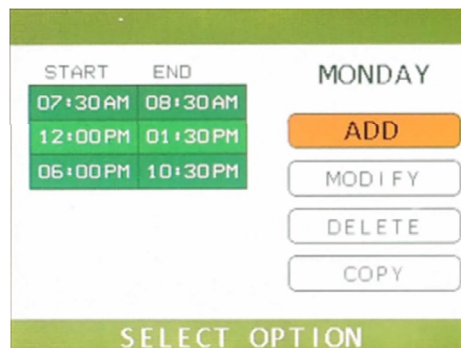 START END
07:30AM 08:30AM
12:00PM 01:30PM
06:00PM 10:30PM
MONDAY
ADD
MODIFY
DELETE
COPY
SELECT OPTION